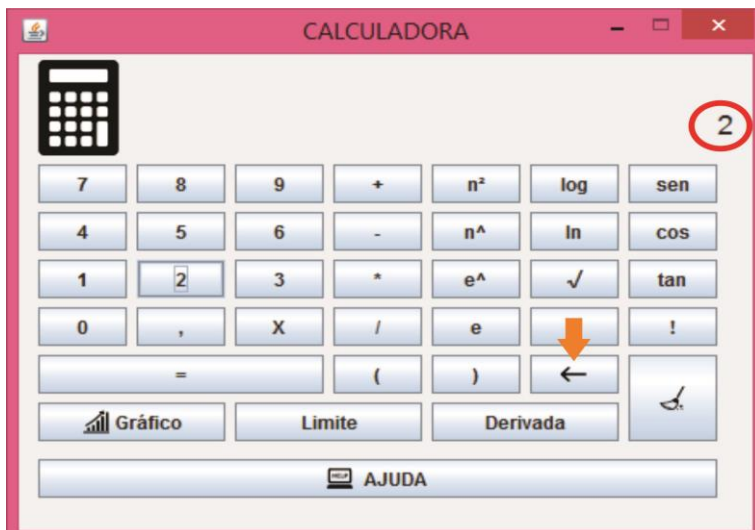 CALCULADORA
2
7 8 9 + n² log sen
4 5 6 - n^ ln cos
1 2 3 * e^ √ tan
0 , X / e !
= ( ) ←
Gráfico Limite Derivada
HELP AJUDA